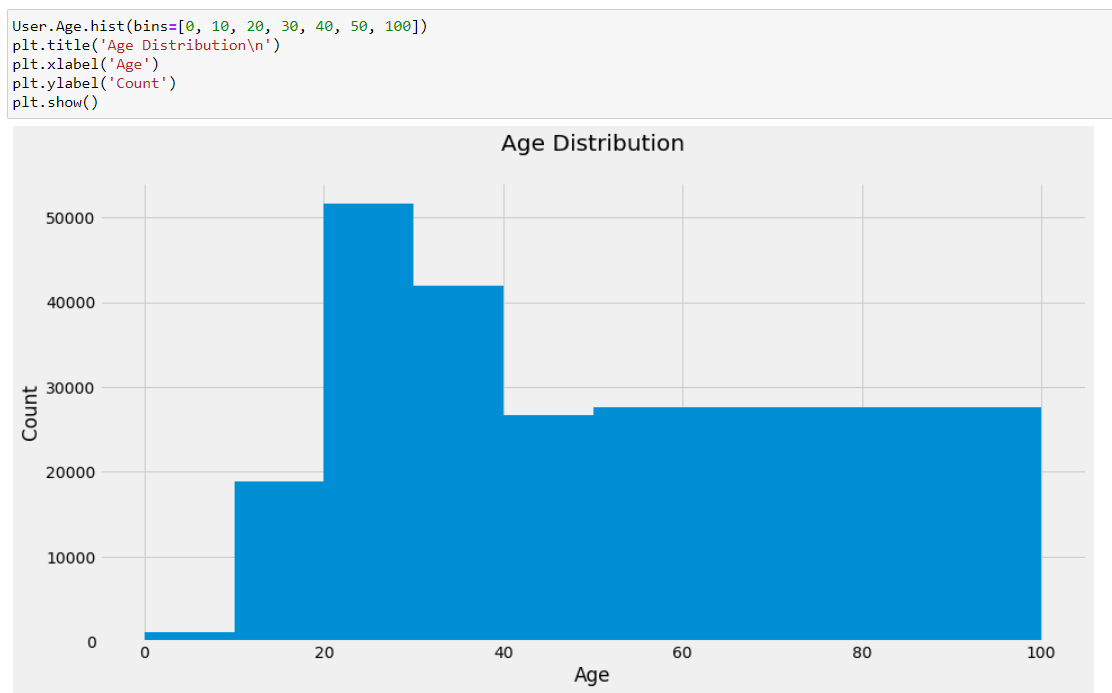 User.Age.hist(bins=[0, 10, 20, 30, 40, 50, 100])
plt.title('Age Distribution\n')
plt.xlabel('Age')
plt.ylabel('Count')
plt.show()
Age Distribution
50000
40000
30000
20000
10000
0
Count
0 20 40 60 80 100
Age